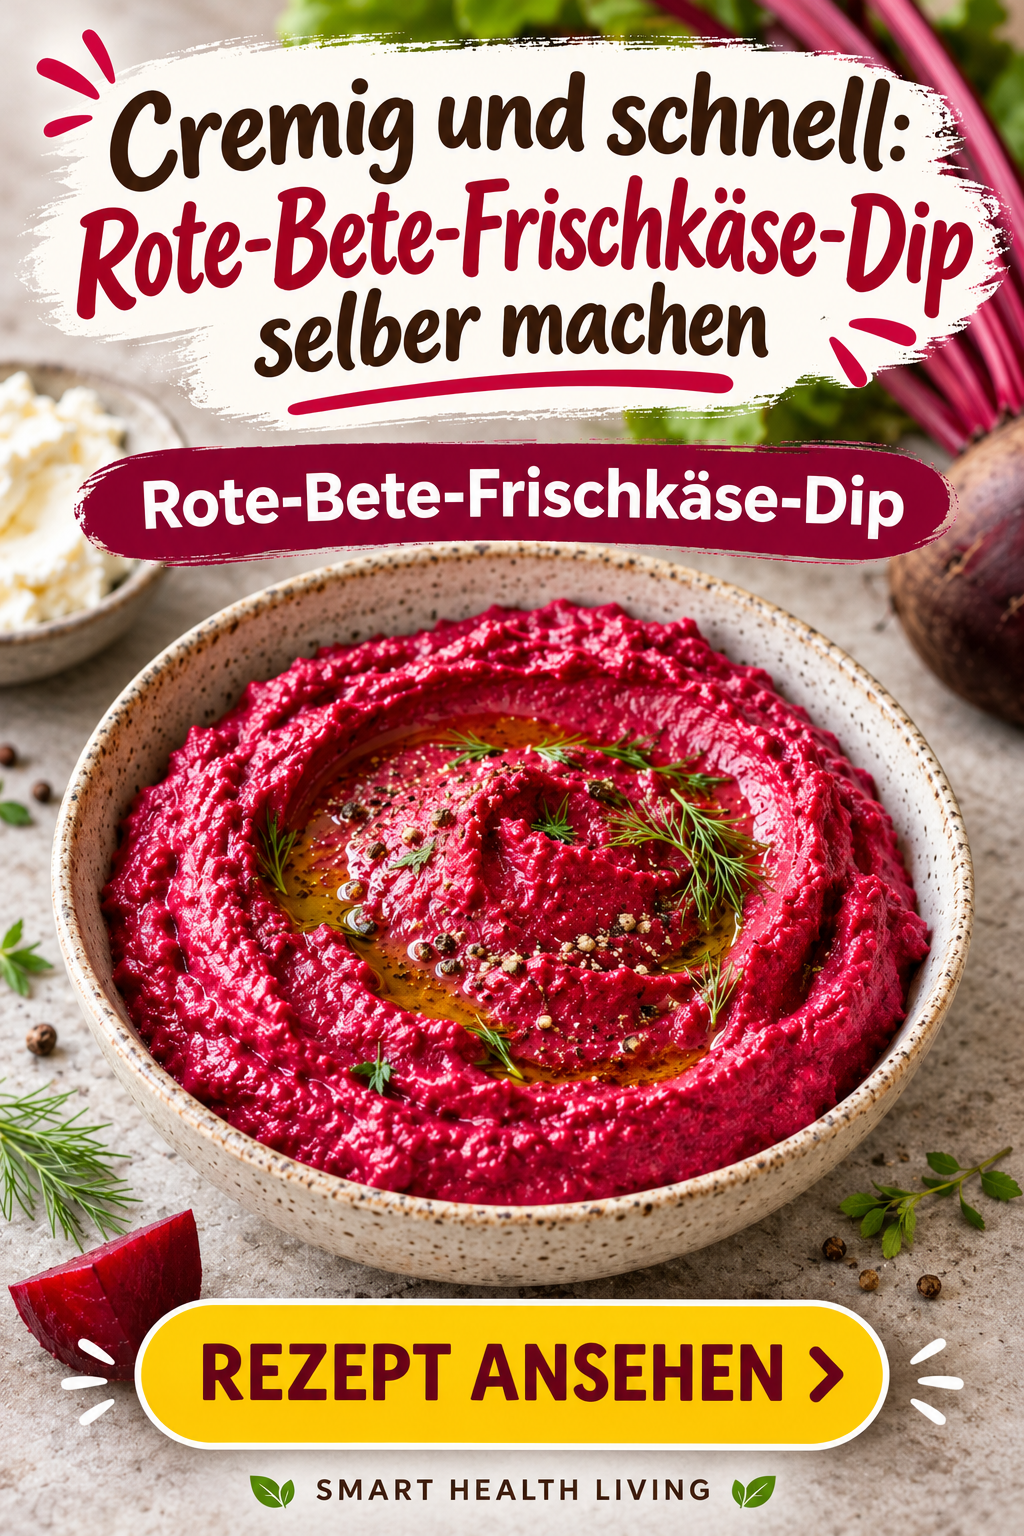 Cremig und schnell:
Rote-Bete-Frischkäse-Dip
selber machen
Rote-Bete-Frischkäse-Dip
REZEPT ANSEHEN
SMART HEALTH LIVING